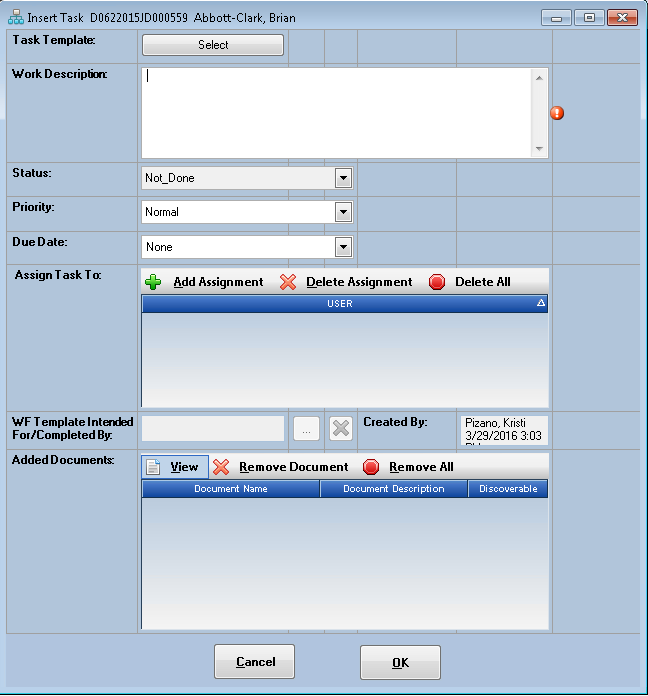 Insert Task D0622015JD000559 Abbott-Clark, Brian
Task Template:
Select
Work Description:
Status:
Not_Done
Priority:
Normal
Due Date:
None
Assign Task To:
Add Assignment Delete Assignment Delete All
USER
WF Template Intended
For/Completed By:
...
Created By:
Pizano, Kristi
3/29/2016 3:03
Added Documents:
View Remove Document Remove All
Document Name Document Description Discoverable
Cancel OK